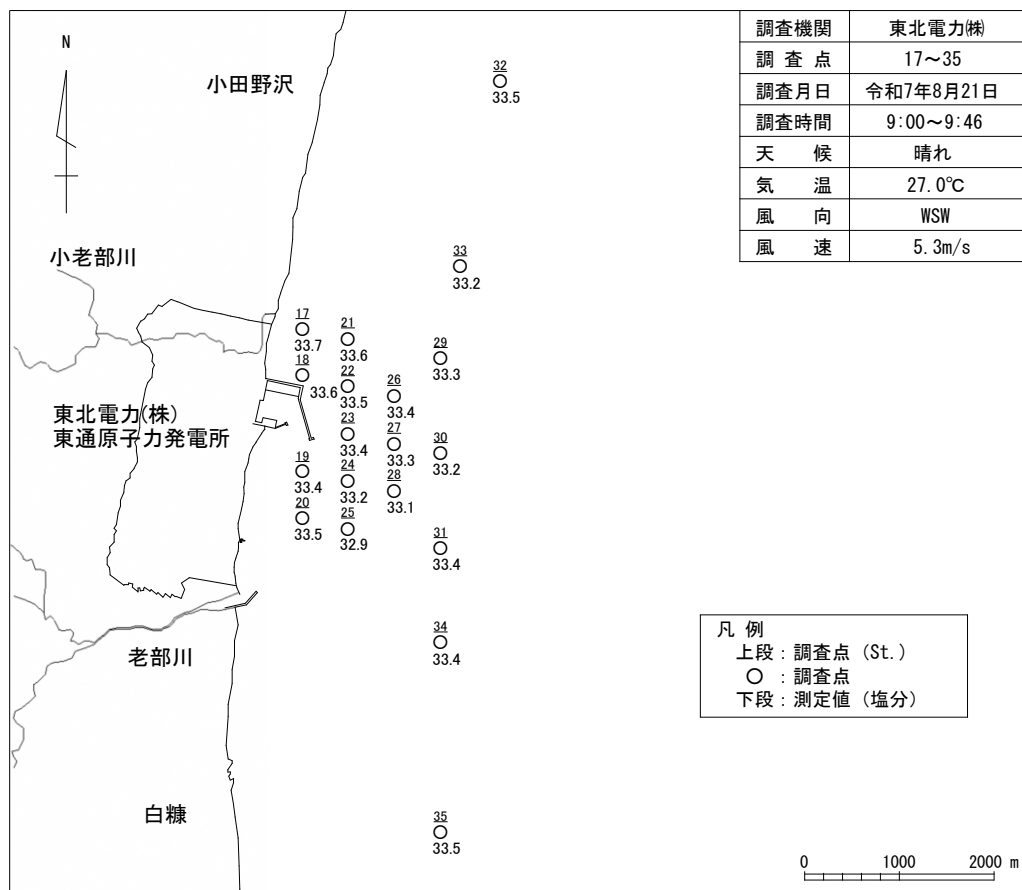 調査機関 東北電力㈱
調査点 17～35
調査月日 令和7年8月21日
調査時間 9:00～9:46
天候 晴れ
気温 27.0℃
風向 WSW
風速 5.3m/s
N
小田野沢
32
33.5
小老部川
33
33.2
17
33.7
21
33.6
29
33.3
18
33.6
22
33.5
26
33.4
東北電力(株)
東通原子力発電所
23
33.4
27
33.3
30
33.2
19
33.4
24
33.2
28
33.1
20
33.5
25
32.9
31
33.4
老部川
34
33.4
凡例
上段：調査点（St.）
○：調査点
下段：測定値（塩分）
白糠
35
33.5
0 1000 2000 m